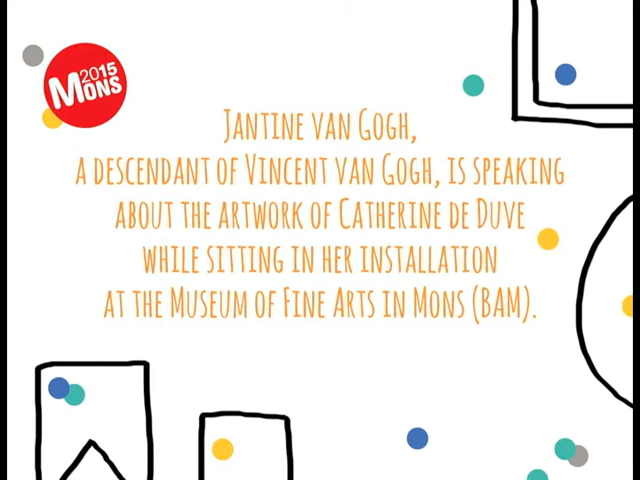 2015
MONS
JANTINE VAN GOGH,
A DESCENDANT OF VINCENT VAN GOGH, IS SPEAKING
ABOUT THE ARTWORK OF CATHERINE DE DUVE
WHILE SITTING IN HER INSTALLATION
AT THE MUSEUM OF FINE ARTS IN MONS (BAM).